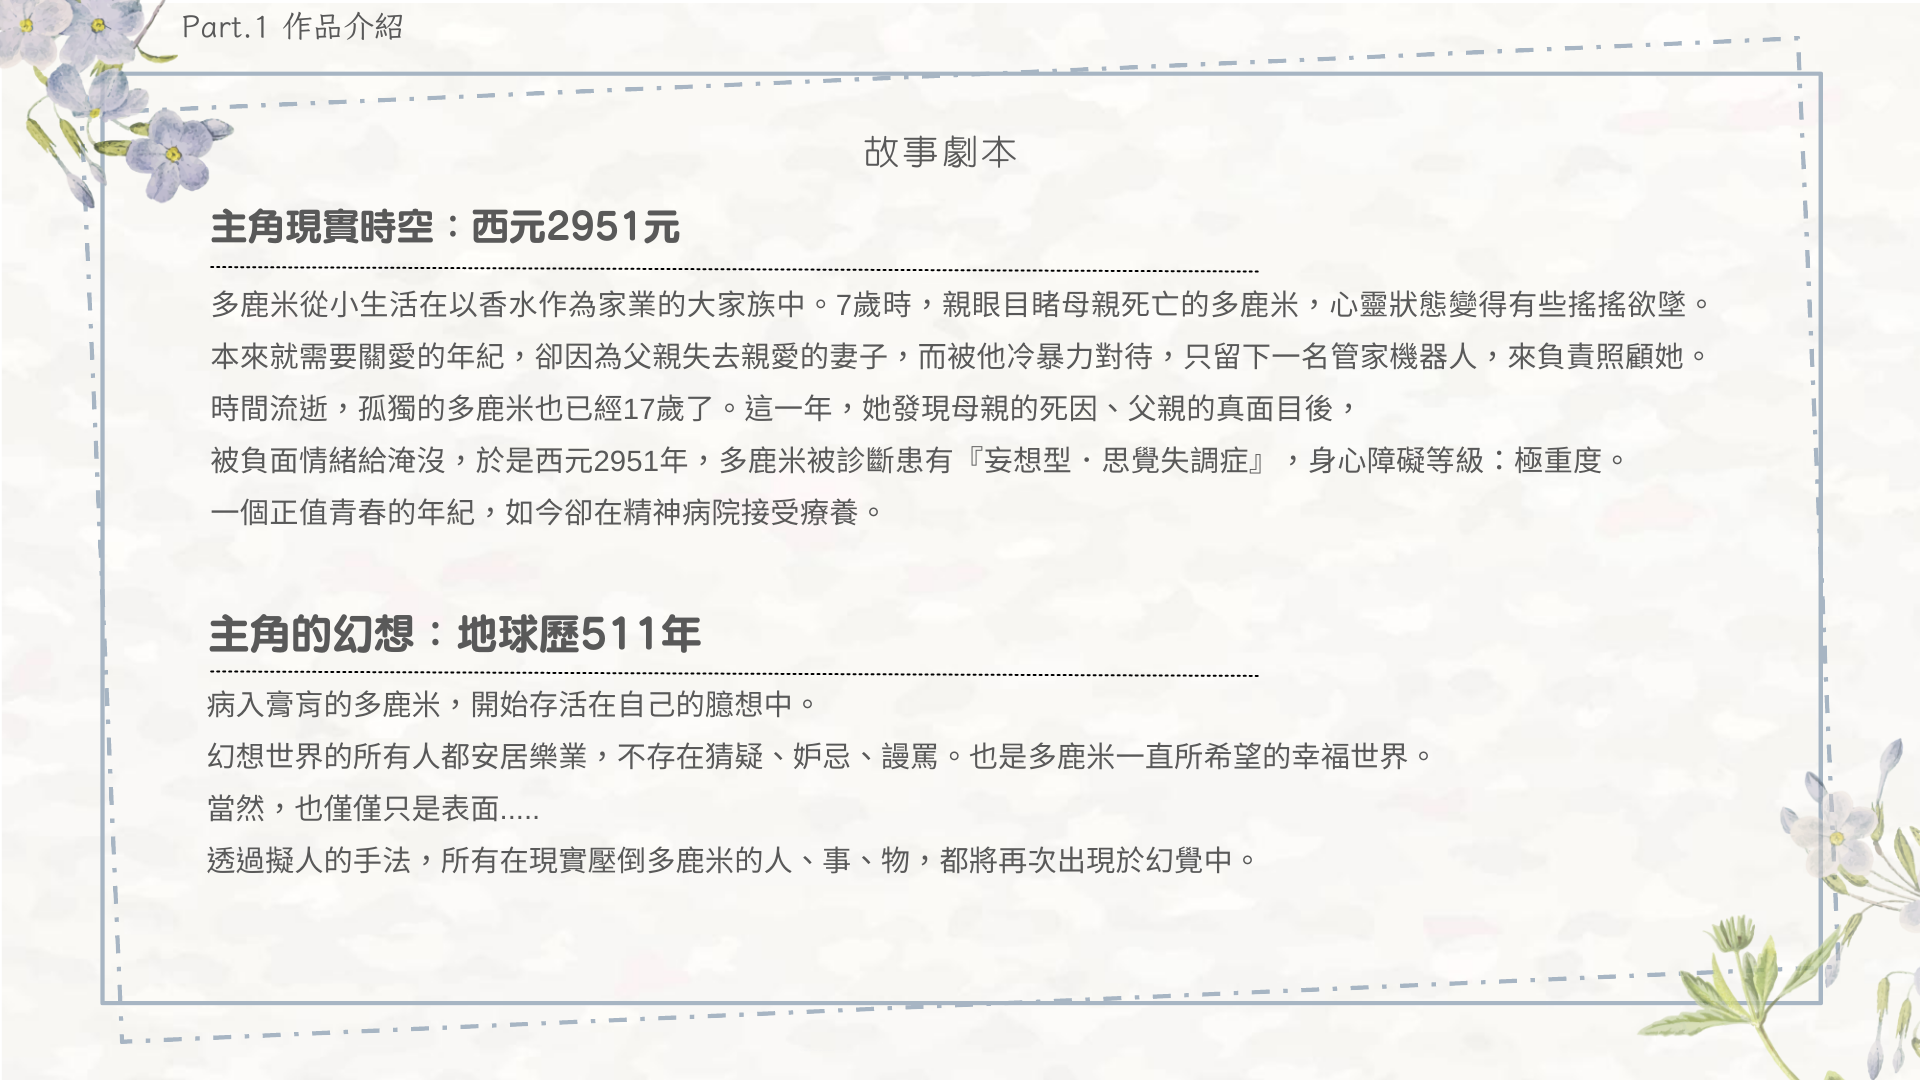 Part.1 作品介紹
故事劇本
主角現實時空：西元2951元
多鹿米從小生活在以香水作為家業的大家族中。7歲時，親眼目睹母親死亡的多鹿米，心靈狀態變得有些搖搖欲墜。
本來就需要關愛的年紀，卻因為父親失去親愛的妻子，而被他冷暴力對待，只留下一名管家機器人，來負責照顧她。
時間流逝，孤獨的多鹿米也已經17歲了。這一年，她發現母親的死因、父親的真面目後，
被負面情緒給淹沒，於是西元2951年，多鹿米被診斷患有『妄想型．思覺失調症』，身心障礙等級：極重度。
一個正值青春的年紀，如今卻在精神病院接受療養。
主角的幻想：地球歷511年
病入膏肓的多鹿米，開始存活在自己的臆想中。
幻想世界的所有人都安居樂業，不存在猜疑、妒忌、謾罵。也是多鹿米一直所希望的幸福世界。
當然，也僅僅只是表面.....
透過擬人的手法，所有在現實壓倒多鹿米的人、事、物，都將再次出現於幻覺中。